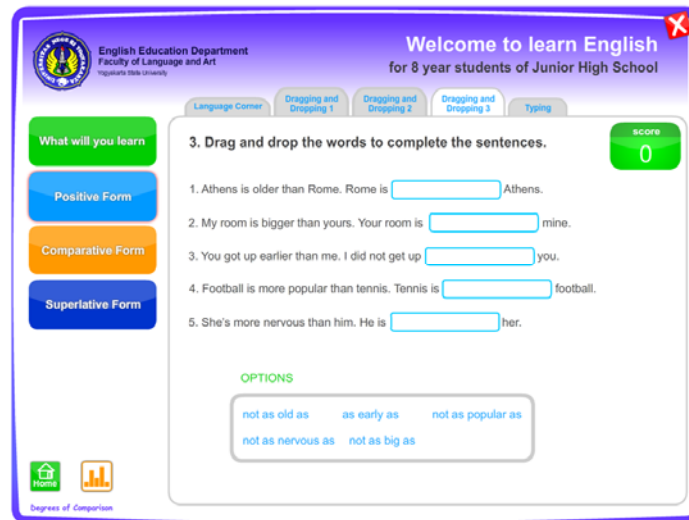 English Education Department
Faculty of Language and Art
Yogyakarta State University
Welcome to learn English
for 8 year students of Junior High School
Language Corner
Dragging and
Dropping 1
Dragging and
Dropping 2
Dragging and
Dropping 3
Typing
What will you learn
Positive Form
Comparative Form
Superlative Form
3. Drag and drop the words to complete the sentences.
score
0
1. Athens is older than Rome. Rome is Athens.
2. My room is bigger than yours. Your room is mine.
3. You got up earlier than me. I did not get up you.
4. Football is more popular than tennis. Tennis is football.
5. She's more nervous than him. He is her.
OPTIONS
not as old as as early as not as popular as
not as nervous as not as big as
Home
Degrees of Comparison